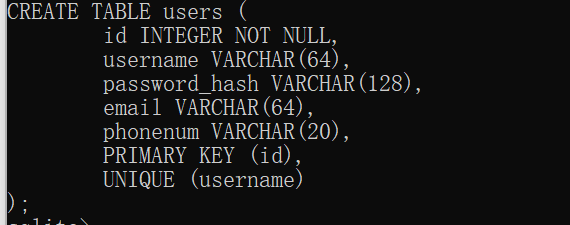 CREATE TABLE users (
        id INTEGER NOT NULL,
        username VARCHAR(64),
        password_hash VARCHAR(128),
        email VARCHAR(64),
        phonenum VARCHAR(20),
        PRIMARY KEY (id),
        UNIQUE (username)
);